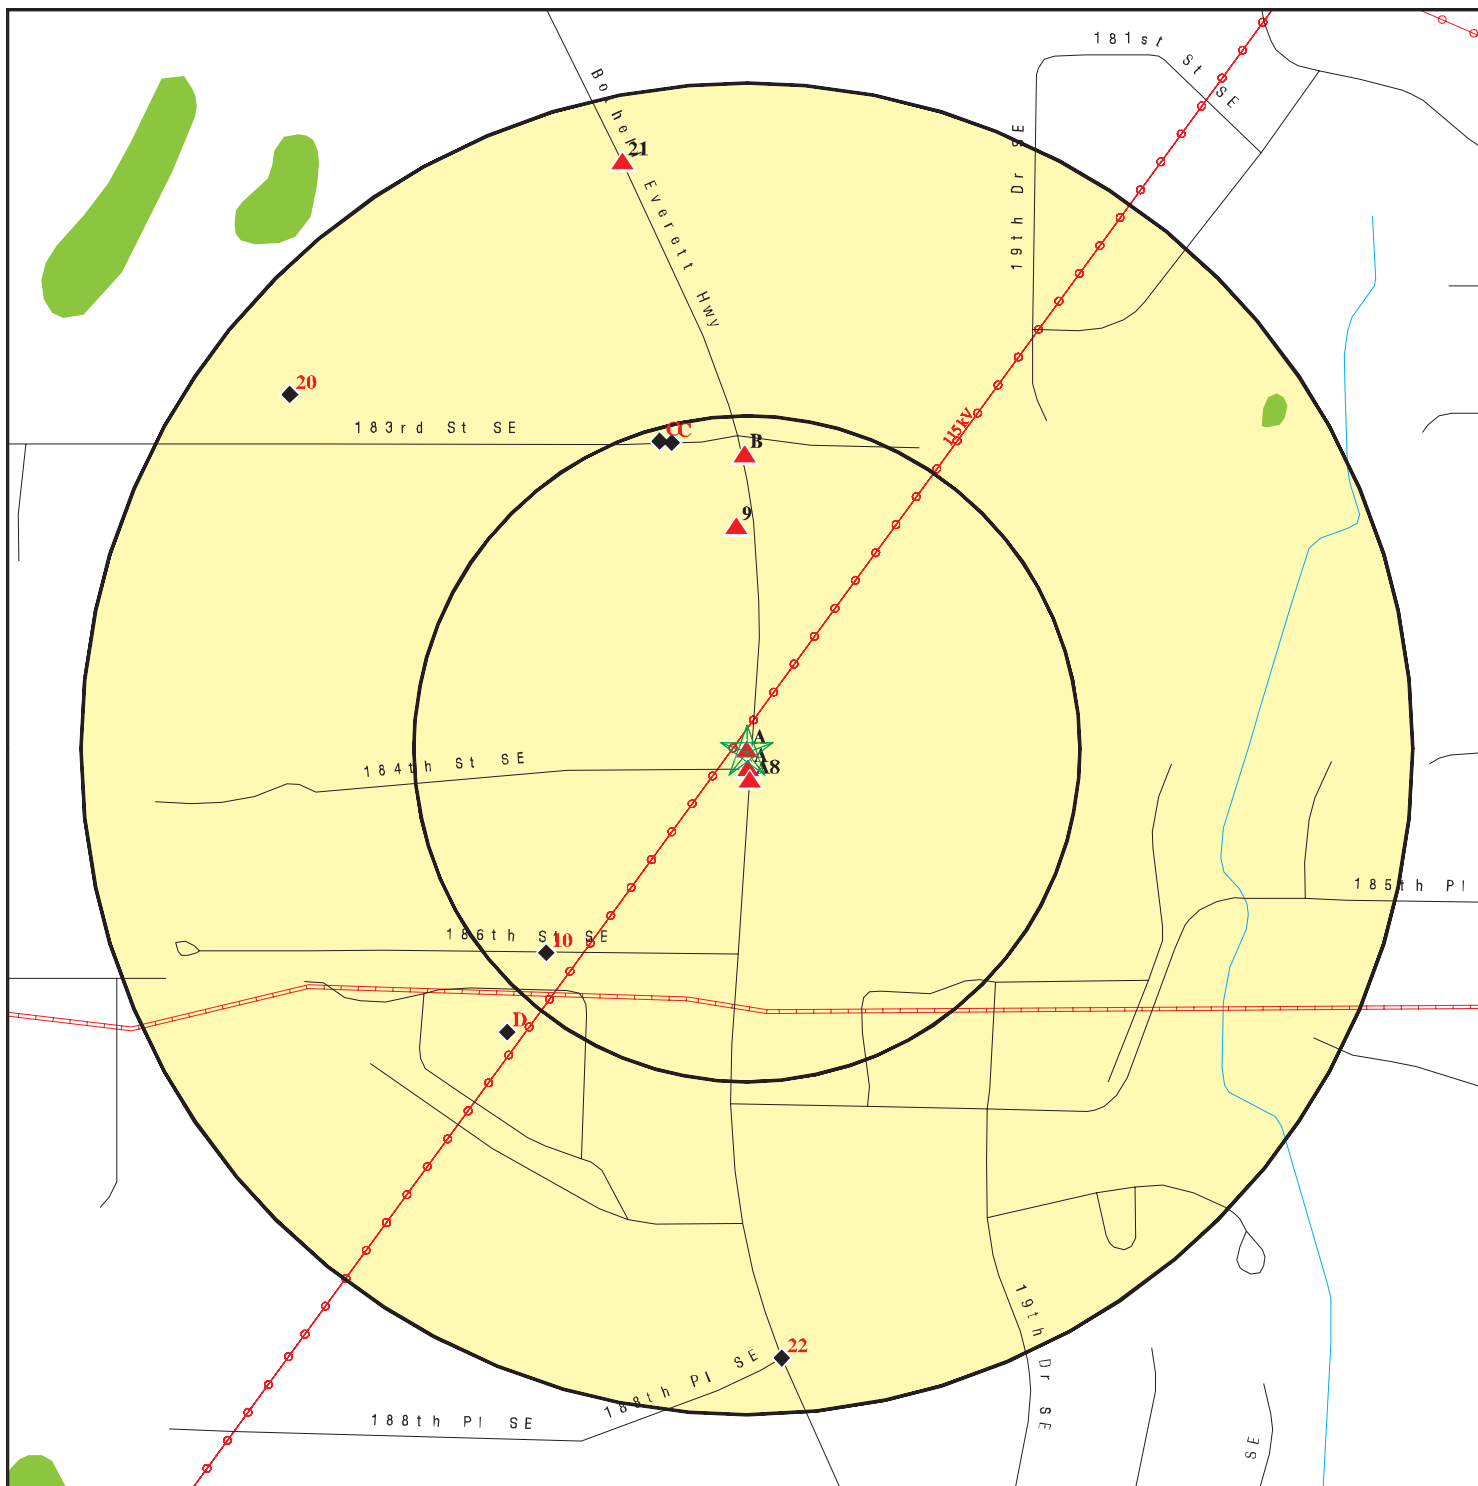 181st St SE
Bothell Everett Hwy
21
19th Dr SE
20
183rd St SE
C
C
B
115kV
9
A
A
A8
184th St SE
185th Pl
186th St SE
10
D
19th Dr SE
22
188th Pl SE
188th Pl SE
SE